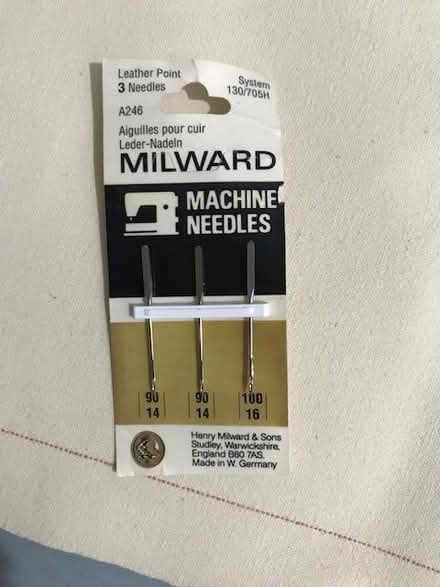 Leather Point
3 Needles
System
130/705H
A246
Aiguilles pour cuir
Leder-Nadeln
MILWARD
MACHINE
NEEDLES
90 90 100
14 14 16
Henry Milward & Sons
Studley, Warwickshire,
England B80 7AS.
Made in W. Germany